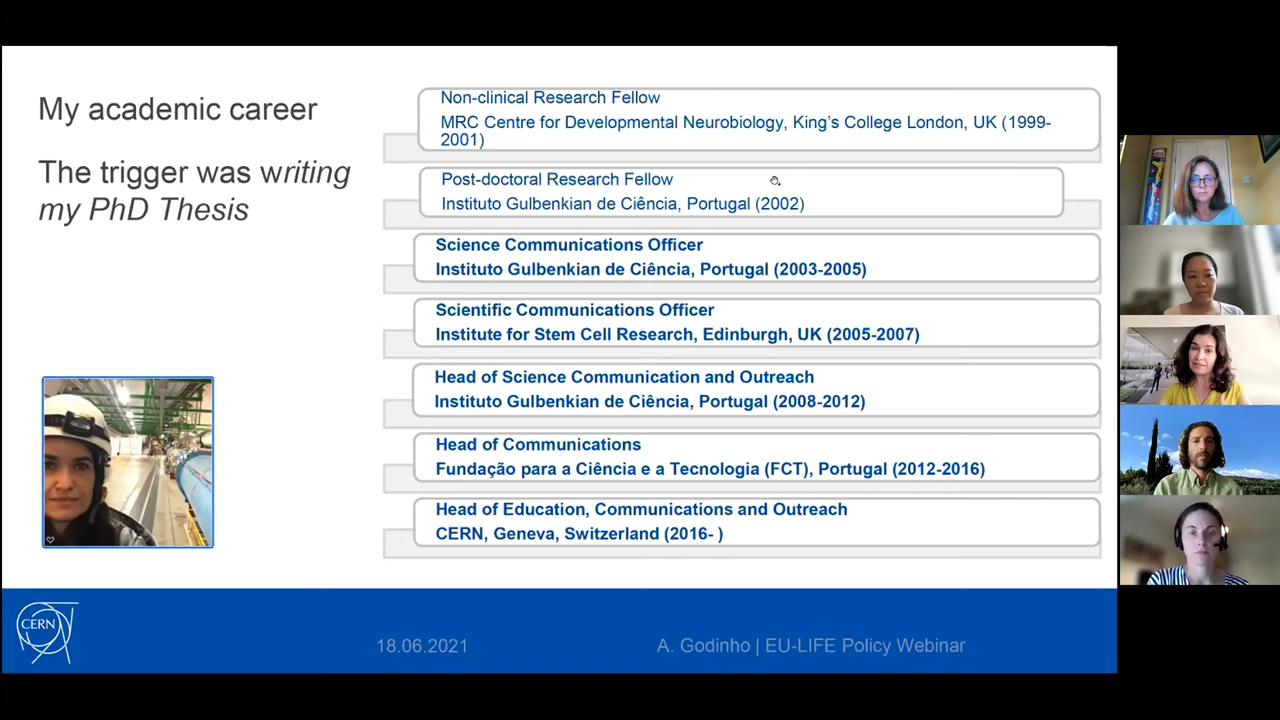 My academic career
The trigger was writing
my PhD Thesis
Non-clinical Research Fellow
MRC Centre for Developmental Neurobiology, King's College London, UK (1999-
2001)
Post-doctoral Research Fellow
Instituto Gulbenkian de Ciência, Portugal (2002)
Science Communications Officer
Instituto Gulbenkian de Ciência, Portugal (2003-2005)
Scientific Communications Officer
Institute for Stem Cell Research, Edinburgh, UK (2005-2007)
Head of Science Communication and Outreach
Instituto Gulbenkian de Ciência, Portugal (2008-2012)
Head of Communications
Fundação para a Ciência e a Tecnologia (FCT), Portugal (2012-2016)
Head of Education, Communications and Outreach
CERN, Geneva, Switzerland (2016- )
CERN
18.06.2021
A. Godinho | EU-LIFE Policy Webinar